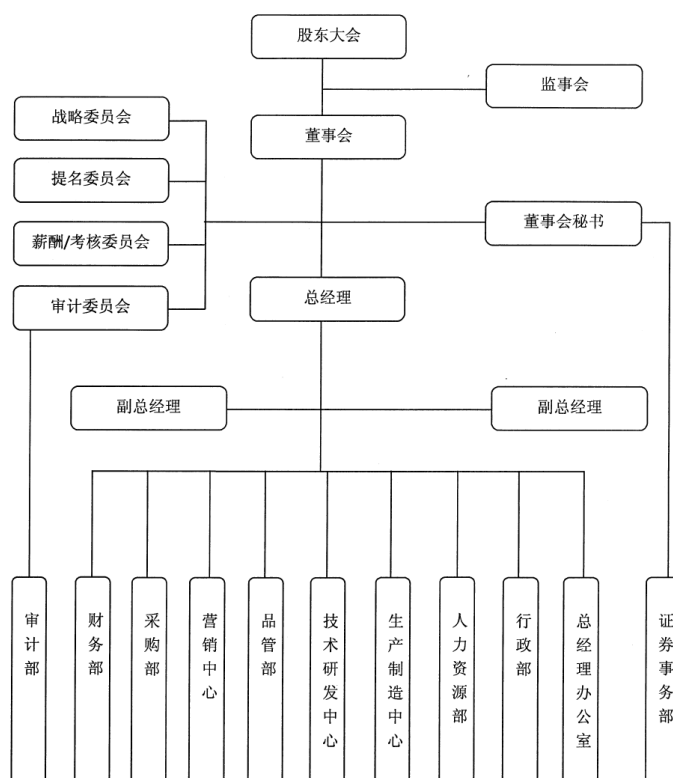 股东大会
监事会
战略委员会
董事会
提名委员会
薪酬/考核委员会
董事会秘书
审计委员会
总经理
副总经理
副总经理
审计部
财务部
采购部
营销中心
品管部
技术研发中心
生产制造中心
人力资源部
行政部
总经理办公室
证券事务部